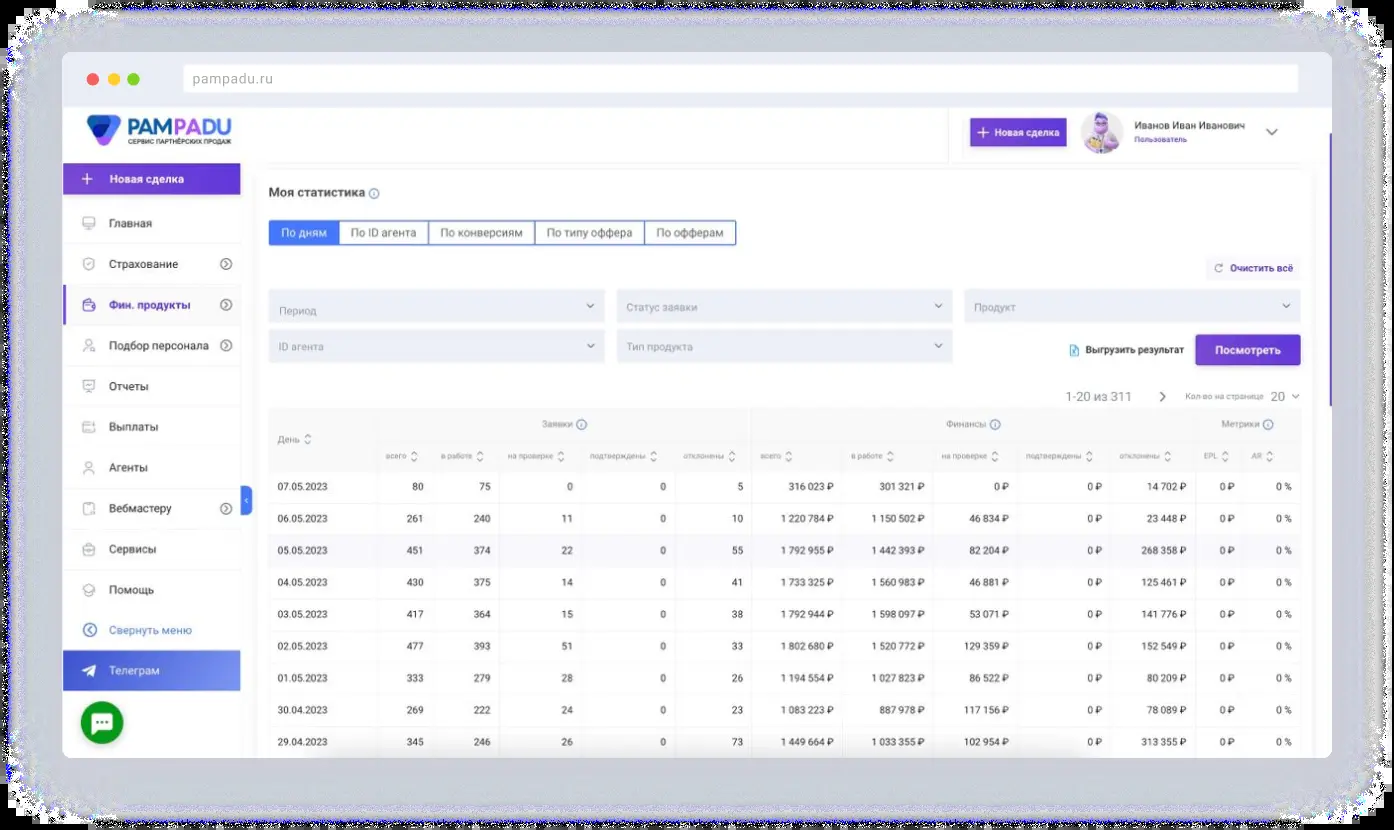 pampadu.ru
PAMPADU
СЕРВИС ПАРТНЁРСКИХ ПРОДАЖ
+ Новая сделка
Иванов Иван Иванович
Пользователь
+ Новая сделка
Главная
Страхование
Фин. продукты
Подбор персонала
Отчеты
Выплаты
Агенты
Вебмастеру
Сервисы
Помощь
Свернуть меню
Телеграм
Моя статистика
По дням По ID агента По конверсиям По типу оффера По офферам
Очистить всё
Период Статус заявки Продукт
ID агента Тип продукта Выгрузить результат Посмотреть
1-20 из 311 Кол-во на странице 20
День Заявки Финансы Метрики
всего в работе на проверке подтверждены отклонены всего в работе на проверке подтверждены отклонены EPL AR
07.05.2023 80 75 0 0 5 316 023 ₽ 301 321 ₽ 0 ₽ 0 ₽ 14 702 ₽ 0 ₽ 0 %
06.05.2023 261 240 11 0 10 1 220 784 ₽ 1 150 502 ₽ 46 834 ₽ 0 ₽ 23 448 ₽ 0 ₽ 0 %
05.05.2023 451 374 22 0 55 1 792 955 ₽ 1 442 393 ₽ 82 204 ₽ 0 ₽ 268 358 ₽ 0 ₽ 0 %
04.05.2023 430 375 14 0 41 1 733 325 ₽ 1 560 983 ₽ 46 881 ₽ 0 ₽ 125 461 ₽ 0 ₽ 0 %
03.05.2023 417 364 15 0 38 1 792 944 ₽ 1 598 097 ₽ 53 071 ₽ 0 ₽ 141 776 ₽ 0 ₽ 0 %
02.05.2023 477 393 51 0 33 1 802 680 ₽ 1 520 772 ₽ 129 359 ₽ 0 ₽ 152 549 ₽ 0 ₽ 0 %
01.05.2023 333 279 28 0 26 1 194 554 ₽ 1 027 823 ₽ 86 522 ₽ 0 ₽ 80 209 ₽ 0 ₽ 0 %
30.04.2023 269 222 24 0 23 1 083 223 ₽ 887 978 ₽ 117 156 ₽ 0 ₽ 78 089 ₽ 0 ₽ 0 %
29.04.2023 345 246 26 0 73 1 449 664 ₽ 1 033 355 ₽ 102 954 ₽ 0 ₽ 313 355 ₽ 0 ₽ 0 %